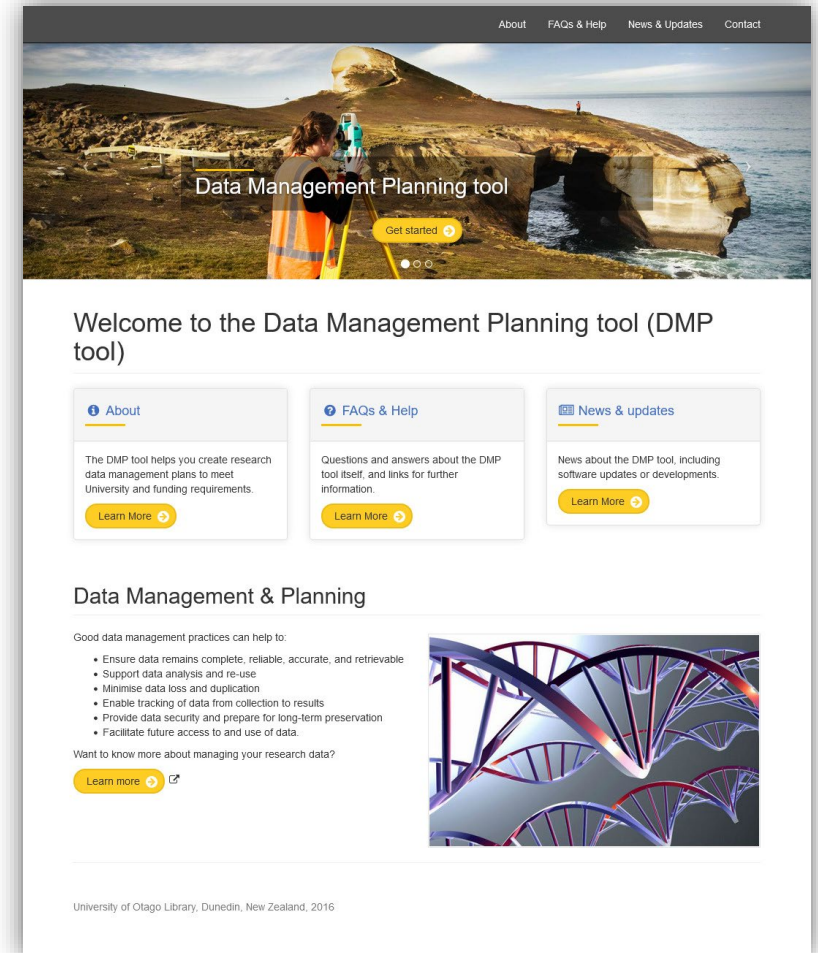 About FAQs & Help News & Updates Contact
Data Management Planning tool
Get started
Welcome to the Data Management Planning tool (DMP
tool)
About
The DMP tool helps you create research
data management plans to meet
University and funding requirements.
Learn More
FAQs & Help
Questions and answers about the DMP
tool itself, and links for further
information.
Learn More
News & updates
News about the DMP tool, including
software updates or developments.
Learn More
Data Management & Planning
Good data management practices can help to:
• Ensure data remains complete, reliable, accurate, and retrievable
• Support data analysis and re-use
• Minimise data loss and duplication
• Enable tracking of data from collection to results
• Provide data security and prepare for long-term preservation
• Facilitate future access to and use of data.
Want to know more about managing your research data?
Learn more
University of Otago Library, Dunedin, New Zealand, 2016